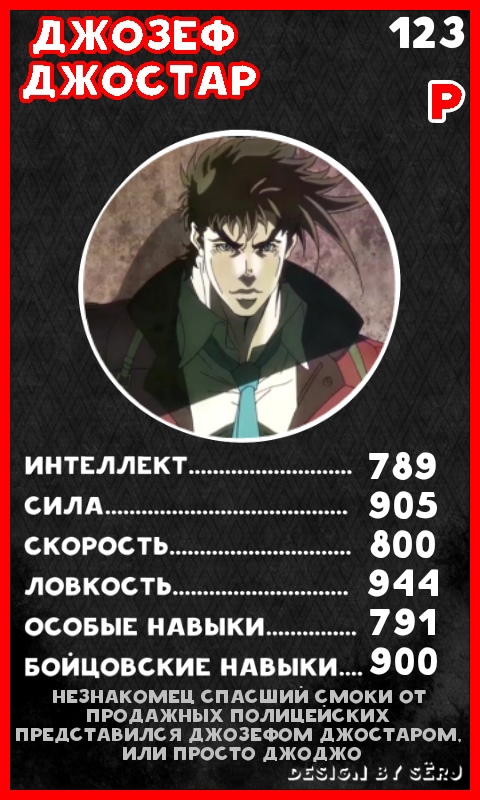 ДЖОЗЕФ
123
ДЖОСТАР
Р
ИНТЕЛЛЕКТ.............................. 789
СИЛА............................................. 905
СКОРОСТЬ................................. 800
ЛОВКОСТЬ................................ 944
ОСОБЫЕ НАВЫКИ................ 791
БОЙЦОВСКИЕ НАВЫКИ.... 900
НЕЗНАКОМЕЦ СПАСШИЙ СМОКИ ОТ
ПРОДАЖНЫХ ПОЛИЦЕЙСКИХ
ПРЕДСТАВИЛСЯ ДЖОЗЕФОМ ДЖОСТАРОМ,
ИЛИ ПРОСТО ДЖОДЖО
DESIGN BY SЁRJ